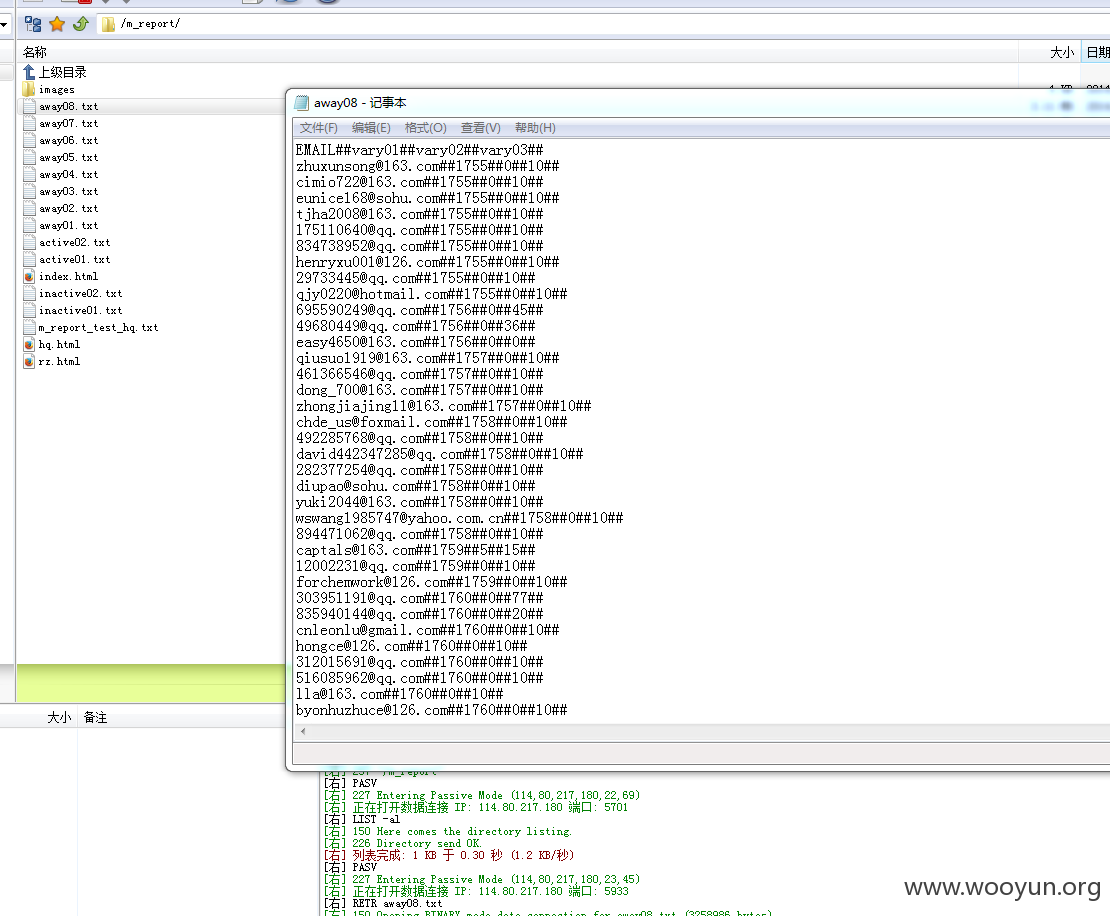 /m_report/
名称
大小
日期
上级目录
images
away08.txt
away07.txt
away06.txt
away05.txt
away04.txt
away03.txt
away02.txt
away01.txt
active02.txt
active01.txt
index.html
inactive02.txt
inactive01.txt
m_report_test_hq.txt
hq.html
rz.html
大小 备注
away08 - 记事本
文件(F) 编辑(E) 格式(O) 查看(V) 帮助(H)
EMAIL##vary01##vary02##vary03##
zhuxunsong@163.com##1755##0##10##
cimio722@163.com##1755##0##10##
eunice168@sohu.com##1755##0##10##
tjha2008@163.com##1755##0##10##
175110640@qq.com##1755##0##10##
834738952@qq.com##1755##0##10##
henryxu001@126.com##1755##0##10##
29733445@qq.com##1755##0##10##
qjy0220@hotmail.com##1755##0##10##
695590249@qq.com##1756##0##45##
49680449@qq.com##1756##0##36##
easy4650@163.com##1756##0##0##
qiusuo1919@163.com##1757##0##10##
461366546@qq.com##1757##0##10##
dong_700@163.com##1757##0##10##
zhongjiajing11@163.com##1757##0##10##
chde_us@foxmail.com##1758##0##10##
492285768@qq.com##1758##0##10##
david442347285@qq.com##1758##0##10##
282377254@qq.com##1758##0##10##
diupao@sohu.com##1758##0##10##
yuki2044@163.com##1758##0##10##
wswang1985747@yahoo.com.cn##1758##0##10##
894471062@qq.com##1758##0##10##
captals@163.com##1759##5##15##
12002231@qq.com##1759##0##10##
forchemwork@126.com##1759##0##10##
303951191@qq.com##1760##0##77##
835940144@qq.com##1760##0##20##
cnleonlu@gmail.com##1760##0##10##
hongce@126.com##1760##0##10##
312015691@qq.com##1760##0##10##
516085962@qq.com##1760##0##10##
lla@163.com##1760##0##10##
byonhuzhuce@126.com##1760##0##10##
[右] 257 "/m_report"
[右] PASV
[右] 227 Entering Passive Mode (114,80,217,180,22,69)
[右] 正在打开数据连接 IP: 114.80.217.180 端口: 5701
[右] LIST -al
[右] 150 Here comes the directory listing.
[右] 226 Directory send OK.
[右] 列表完成: 1 KB 于 0.30 秒 (1.2 KB/秒)
[右] PASV
[右] 227 Entering Passive Mode (114,80,217,180,23,45)
[右] 正在打开数据连接 IP: 114.80.217.180 端口: 5933
[右] RETR away08.txt
[右] 150 Opening BINARY mode data connection for away08.txt (3258986 bytes)
www.wooyun.org